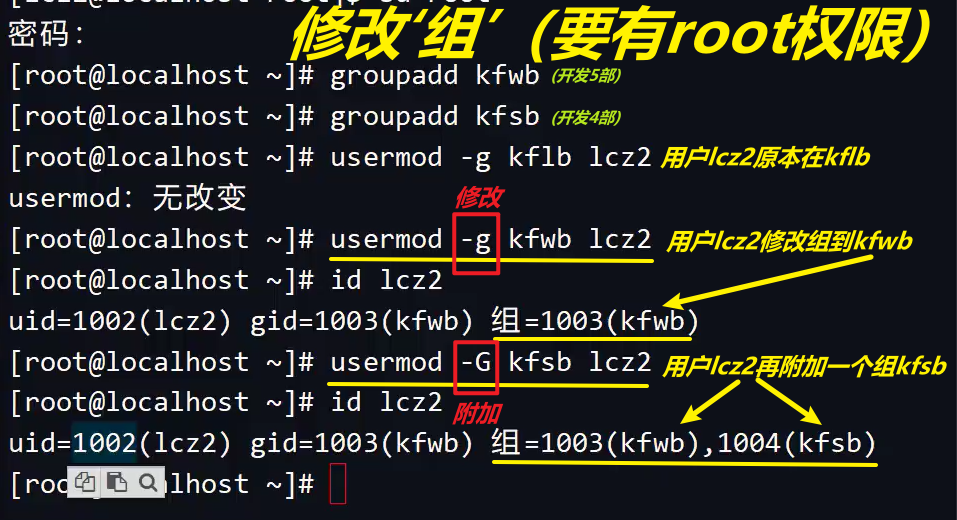 修改‘组’（要有root权限）
密码：
[root@localhost ~]# groupadd kfwb (开发5部)
[root@localhost ~]# groupadd kfsb (开发4部)
[root@localhost ~]# usermod -g kflb lcz2 用户lcz2原本在kflb
usermod：无改变
修改
[root@localhost ~]# usermod -g kfwb lcz2 用户lcz2修改组到kfwb
[root@localhost ~]# id lcz2
uid=1002(lcz2) gid=1003(kfwb) 组=1003(kfwb)
[root@localhost ~]# usermod -G kfsb lcz2 用户lcz2再附加一个组kfsb
[root@localhost ~]# id lcz2
附加
uid=1002(lcz2) gid=1003(kfwb) 组=1003(kfwb),1004(kfsb)
[roo alhost ~]#